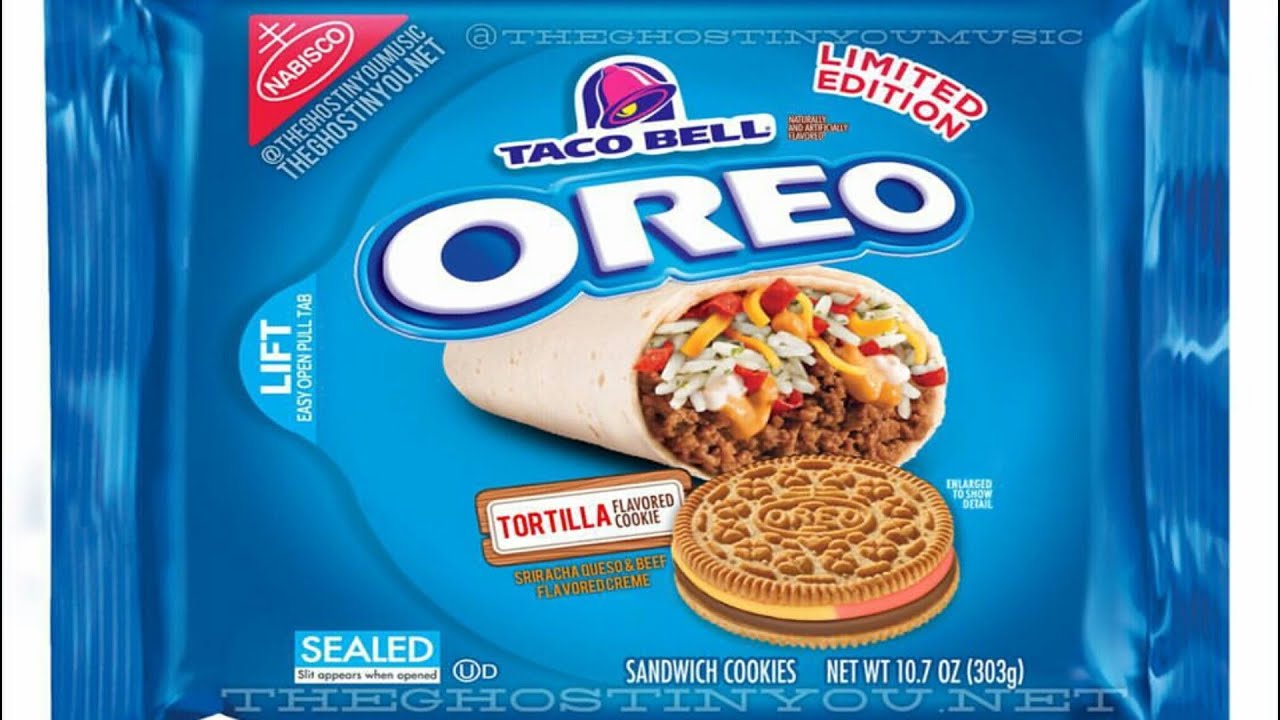 NABISCO
@THEGHOSTINYOUMUSIC
THEGHOSTINYOU.NET
@THEGHOSTINYOUMUSIC
LIMITED
EDITION
TACO BELL
NATURALLY
AND ARTIFICIALLY
FLAVORED
OREO
LIFT
EASY OPEN PULL TAB
TORTILLA FLAVORED
COOKIE
SRIRACHA QUESO & BEEF
FLAVORED CREME
OREO
ENLARGED
TO SHOW
DETAIL
SEALED
Slit appears when opened
UD
SANDWICH COOKIES NET WT 10.7 OZ (303g)
THEGHOSTINYOU.NET